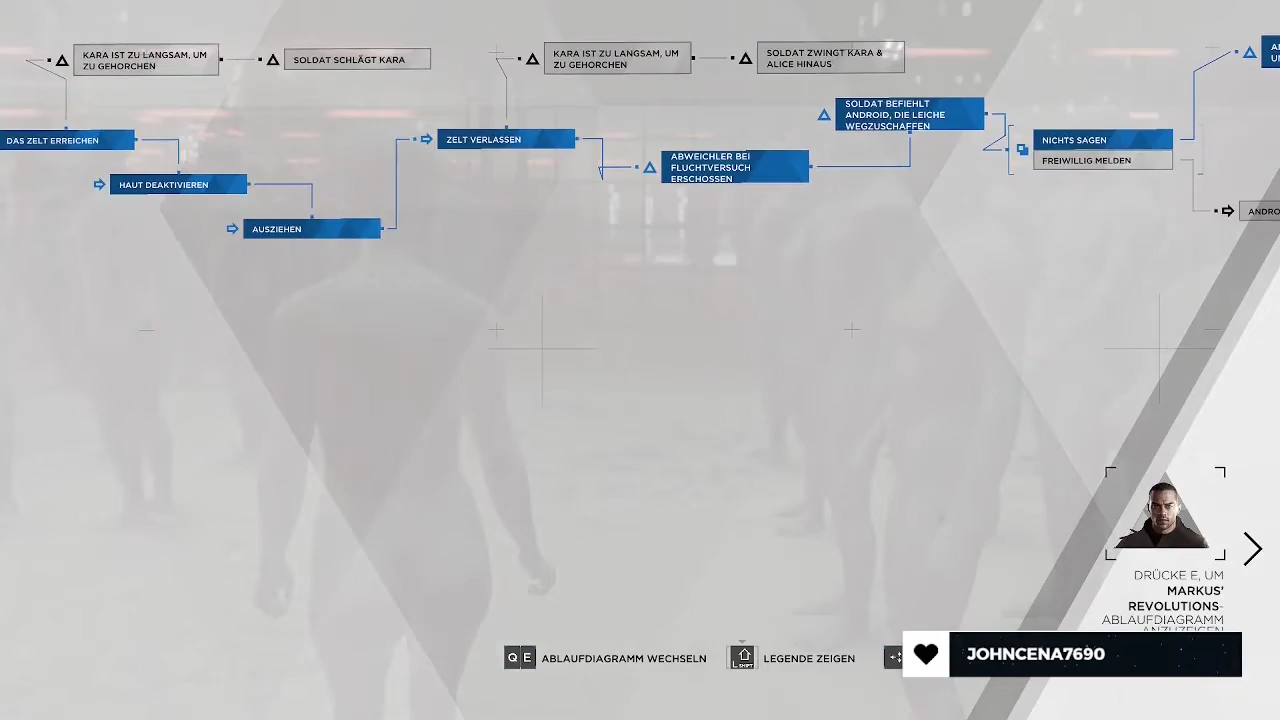 KARA IST ZU LANGSAM, UM
ZU GEHORCHEN
SOLDAT SCHLÄGT KARA
KARA IST ZU LANGSAM, UM
ZU GEHORCHEN
SOLDAT ZWINGT KARA &
ALICE HINAUS
DAS ZELT ERREICHEN
HAUT DEAKTIVIEREN
AUSZIEHEN
ZELT VERLASSEN
ABWEICHLER BEI
FLUCHTVERSUCH
ERSCHOSSEN
SOLDAT BEFIEHLT
ANDROID, DIE LEICHE
WEGZUSCHAFFEN
NICHTS SAGEN
FREIWILLIG MELDEN
DRÜCKE E, UM
MARKUS'
REVOLUTIONS-
ABLAUFDIAGRAMM
ANZUZEIGEN
Q E ABLAUFDIAGRAMM WECHSELN
L SHIFT LEGENDE ZEIGEN
JOHNCENA7690